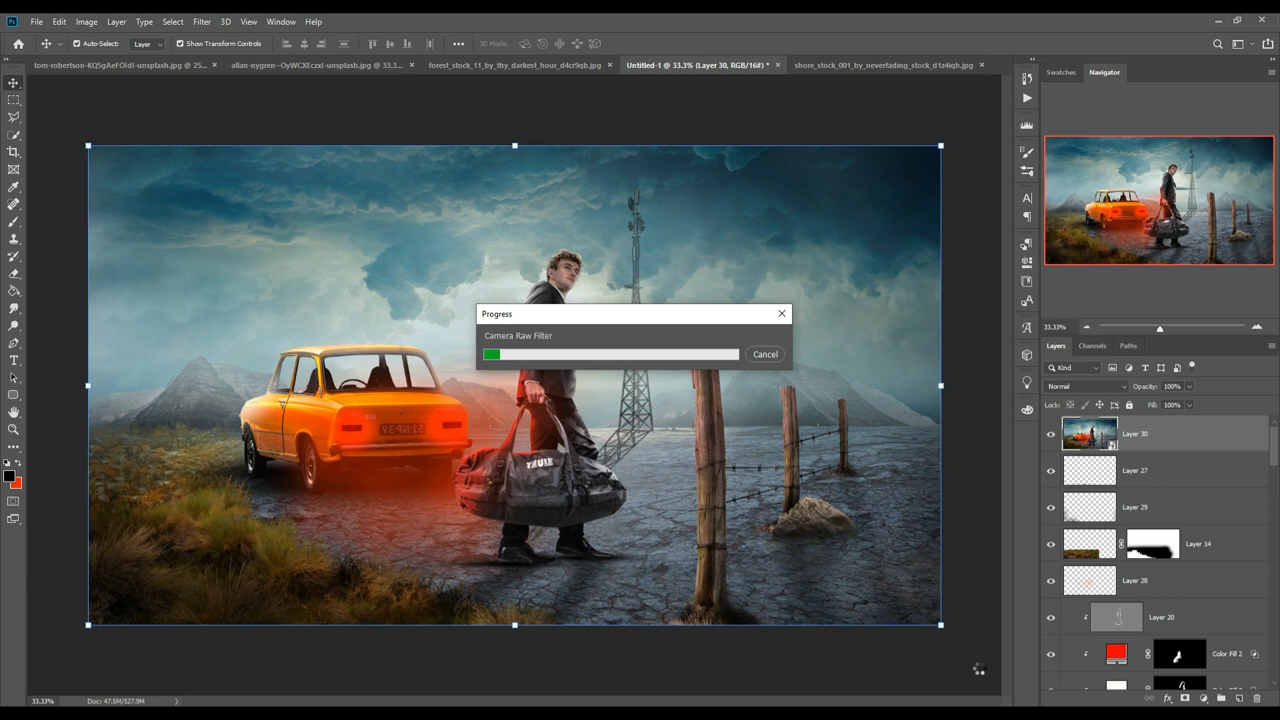 Ps File Edit Image Layer Type Select Filter 3D View Window Help
Auto-Select: Layer Show Transform Controls 3D Mode:
tom-robertson-KQ5gAeFOIdI-unsplash.jpg @ 25... × allan-nygren--OyWCXEczxI-unsplash.jpg @ 33.3... × forest_stock_11_by_thy_darkest_hour_d4cr9qb.jpg × Untitled-1 @ 33.3% (Layer 30, RGB/16#) * × shore_stock_001_by_neverfading_stock_d1z4iqh.jpg ×
Swatches Navigator
Progress
Camera Raw Filter
Cancel
THULE
33.33%
Layers Channels Paths
Kind
Normal Opacity: 100%
Lock: Fill: 100%
Layer 30
Layer 27
Layer 29
Layer 14
Layer 28
Layer 20
Color Fill 2
33.33% Doc: 47.5M/527.9M